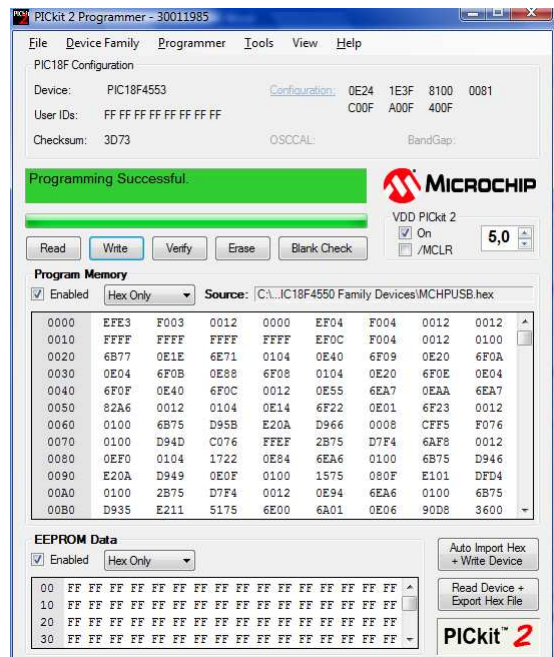 PICkit 2 Programmer - 30011985
File Device Family Programmer Tools View Help
PIC18F Configuration
Device: PIC18F4553 Configuration: 0E24 1E3F 8100 0081
User IDs: FF FF FF FF FF FF FF FF C00F A00F 400F
Checksum: 3D73 OSCCAL: BandGap:
Programming Successful.
MICROCHIP
VDD PICkit 2
On
/MCLR
5,0
Read Write Verify Erase Blank Check
Program Memory
Enabled Hex Only Source: C:\...IC18F4550 Family Devices\MCHPUSB.hex
0000 EFE3 F003 0012 0000 EF04 F004 0012 0012
0010 FFFF FFFF FFFF FFFF EF0C F004 0012 0100
0020 6B77 0E1E 6E71 0104 0E40 6F09 0E20 6F0A
0030 0E04 6F0B 0E88 6F08 0104 0E20 6F0E 0E04
0040 6F0F 0E40 6F0C 0012 0E55 6EA7 0EAA 6EA7
0050 82A6 0012 0104 0E14 6F22 0E01 6F23 0012
0060 0100 6B75 D95B E20A D966 0008 CFF5 F076
0070 0100 D94D C076 FFEF 2B75 D7F4 6AF8 0012
0080 0EF0 0104 1722 0E84 6EA6 0100 6B75 D946
0090 E20A D949 0E0F 0100 1575 080F E101 DFD4
00A0 0100 2B75 D7F4 0012 0E94 6EA6 0100 6B75
00B0 D935 E211 5175 6E00 6A01 0E06 90D8 3600
EEPROM Data
Enabled Hex Only
00 FF FF FF FF FF FF FF FF FF FF FF FF FF FF FF FF
10 FF FF FF FF FF FF FF FF FF FF FF FF FF FF FF FF
20 FF FF FF FF FF FF FF FF FF FF FF FF FF FF FF FF
30 FF FF FF FF FF FF FF FF FF FF FF FF FF FF FF FF
Auto Import Hex
+ Write Device
Read Device +
Export Hex File
PICkit™ 2